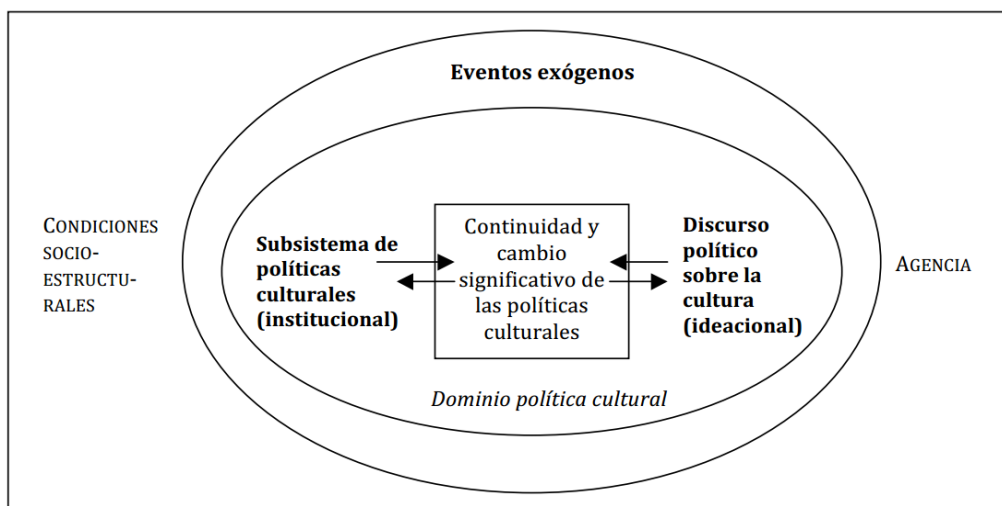 Eventos exógenos
CONDICIONES
SOCIO-
ESTRUCTU-
RALES
Subsistema de
políticas
culturales
(institucional)
Continuidad y
cambio
significativo de
las políticas
culturales
Discurso
político
sobre la
cultura
(ideacional)
AGENCIA
Dominio política cultural